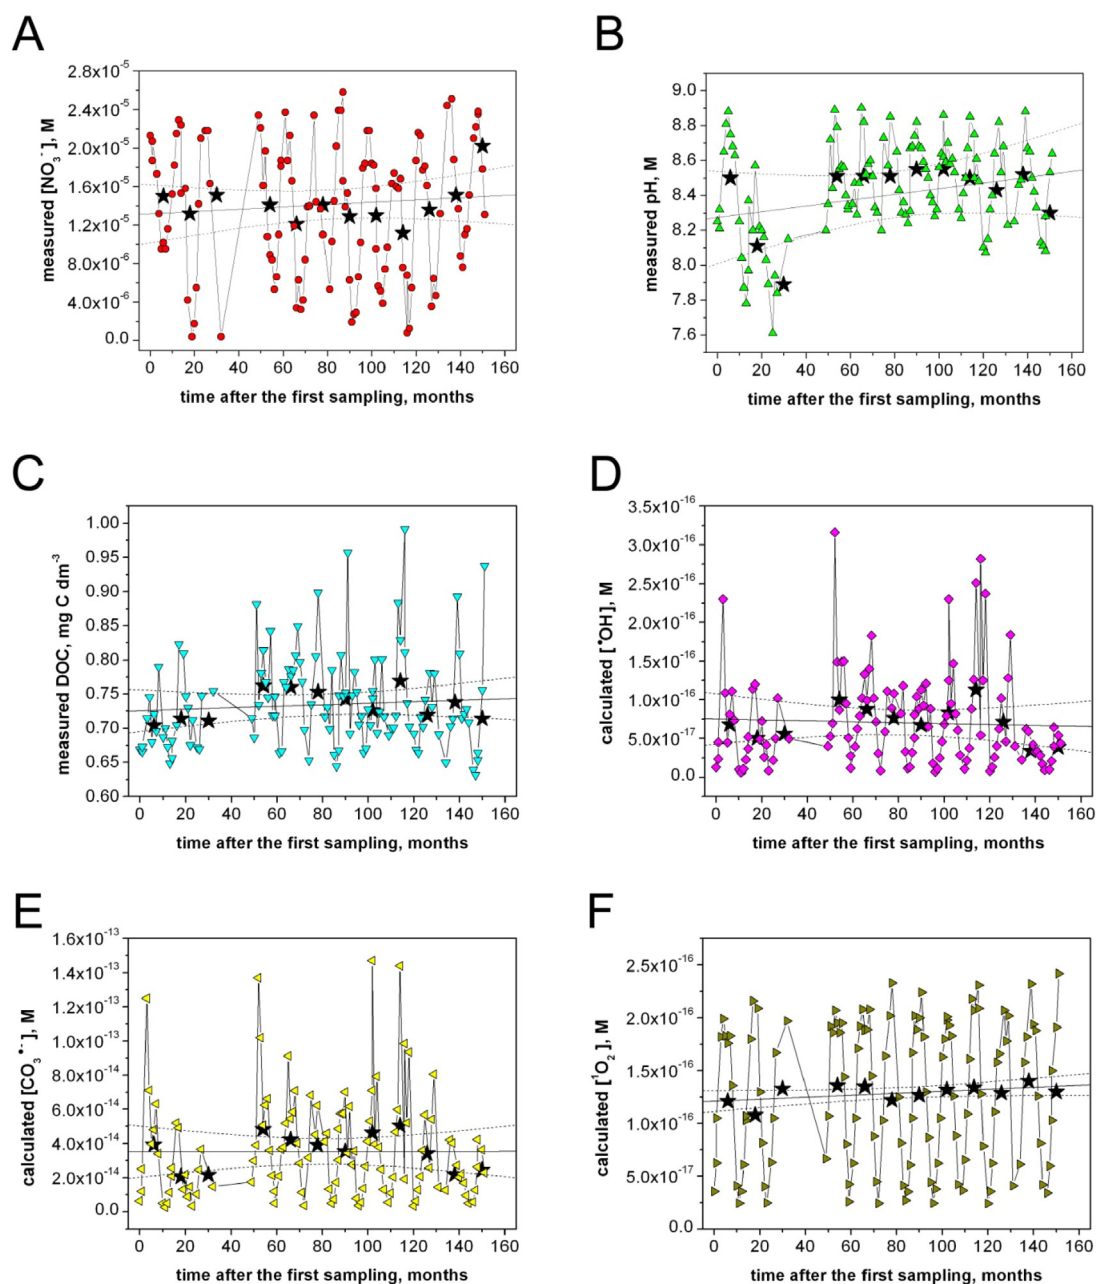 A
measured [NO₃⁻], M
2.8x10⁻⁵
2.4x10⁻⁵
2.0x10⁻⁵
1.6x10⁻⁵
1.2x10⁻⁵
8.0x10⁻⁶
4.0x10⁻⁶
0.0
0 20 40 60 80 100 120 140 160
time after the first sampling, months
B
measured pH, M
9.0
8.8
8.6
8.4
8.2
8.0
7.8
7.6
0 20 40 60 80 100 120 140 160
time after the first sampling, months
C
measured DOC, mg C dm⁻³
1.00
0.95
0.90
0.85
0.80
0.75
0.70
0.65
0.60
0 20 40 60 80 100 120 140 160
time after the first sampling, months
D
calculated [•OH], M
3.5x10⁻¹⁶
3.0x10⁻¹⁶
2.5x10⁻¹⁶
2.0x10⁻¹⁶
1.5x10⁻¹⁶
1.0x10⁻¹⁶
5.0x10⁻¹⁷
0.0
0 20 40 60 80 100 120 140 160
time after the first sampling, months
E
calculated [CO₃•⁻], M
1.6x10⁻¹³
1.3x10⁻¹³
1.0x10⁻¹³
8.0x10⁻¹⁴
6.0x10⁻¹⁴
4.0x10⁻¹⁴
2.0x10⁻¹⁴
0.0
0 20 40 60 80 100 120 140 160
time after the first sampling, months
F
calculated [¹O₂], M
2.5x10⁻¹⁶
2.0x10⁻¹⁶
1.5x10⁻¹⁶
1.0x10⁻¹⁶
5.0x10⁻¹⁷
0.0
0 20 40 60 80 100 120 140 160
time after the first sampling, months